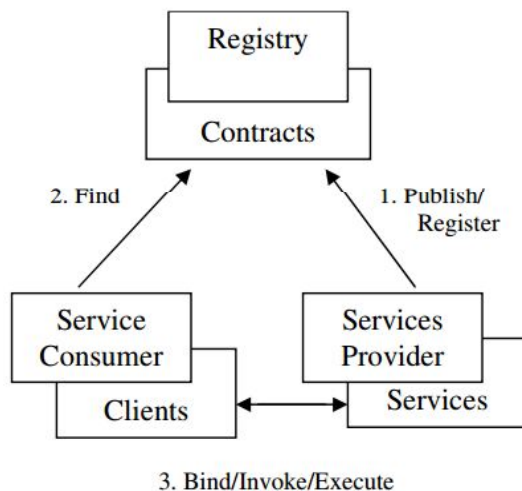 Registry
Contracts
2. Find
1. Publish/
Register
Service
Consumer
Services
Provider
Clients
Services
3. Bind/Invoke/Execute